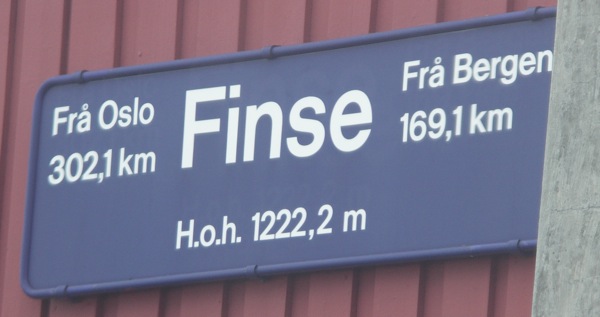 Frå Oslo
302,1 km
Finse
Frå Bergen
169,1 km
H.o.h. 1222,2 m